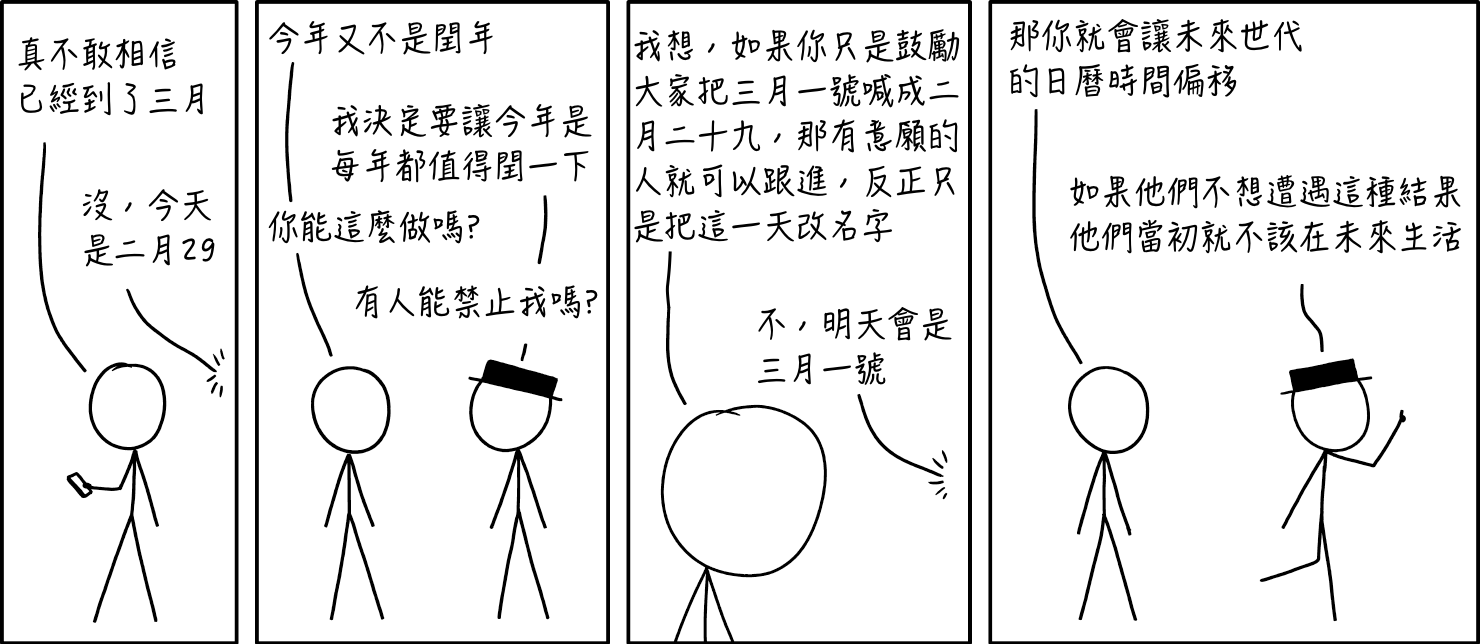 真不敢相信
已經到了三月
沒，今天
是二月29
今年又不是閏年
我決定要讓今年是
每年都值得閏一下
你能這麼做嗎?
有人能禁止我嗎?
我想，如果你只是鼓勵
大家把三月一號喊成二
月二十九，那有意願的
人就可以跟進，反正只
是把這一天改名字
不，明天會是
三月一號
那你就會讓未來世代
的日曆時間偏移
如果他們不想遭遇這種結果
他們當初就不該在未來生活